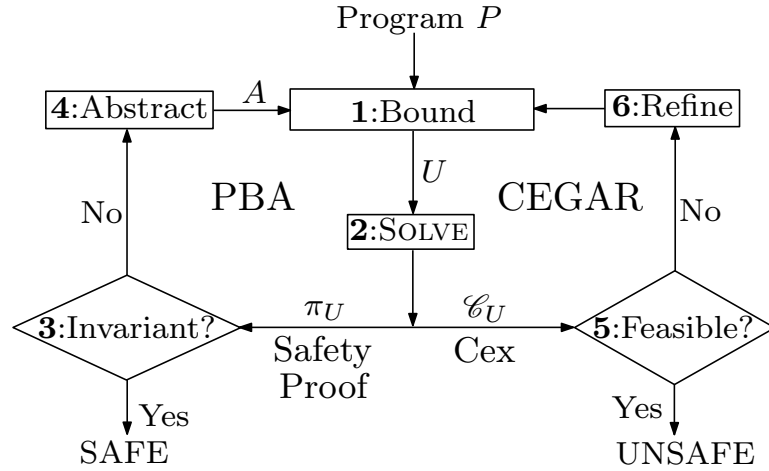 Program P
4:Abstract
A
1:Bound
6:Refine
U
PBA
CEGAR
No
No
2:SOLVE
3:Invariant?
π_U
𝒞_U
5:Feasible?
Safety
Proof
Cex
Yes
Yes
SAFE
UNSAFE